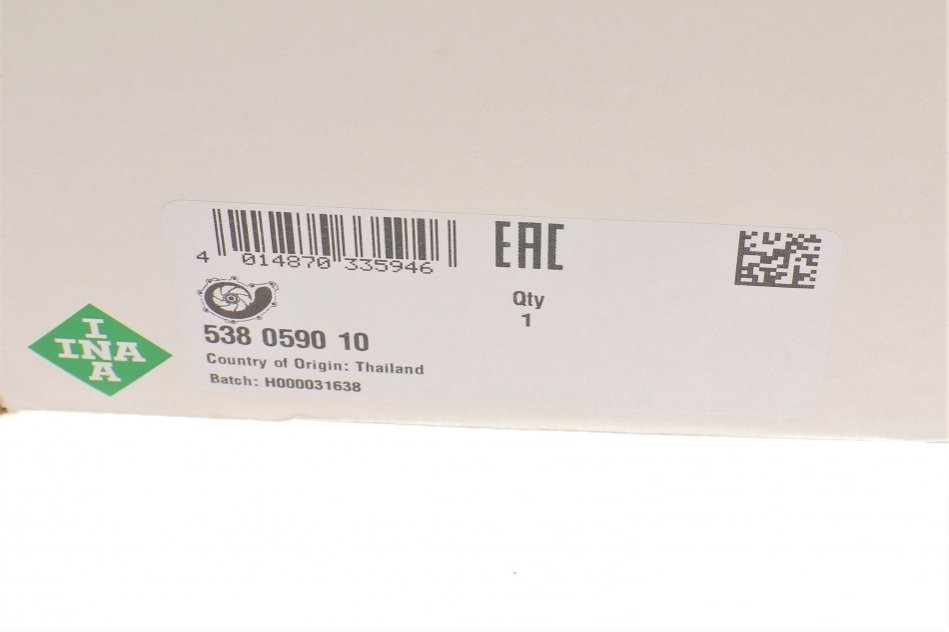 4 014870 335946
EAC
Qty
1
538 0590 10
Country of Origin: Thailand
Batch: H000031638
I
INA
A